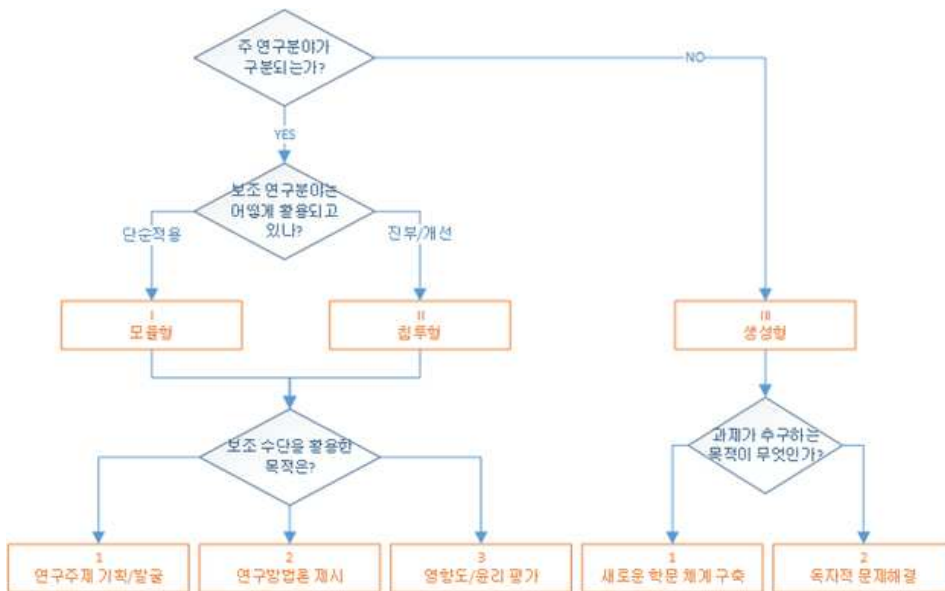 주 연구분야가
구분되는가?
NO
YES
보조 연구분야는
어떻게 활용되고
있나?
단순적용
진부/개선
I
모듈형
II
침투형
III
생성형
보조 수단을 활용한
목적은?
과제가 추구하는
목적이 무엇인가?
1
연구주제 기획/발굴
2
연구방법론 제시
3
영향도/윤리 평가
1
새로운 학문 체계 구축
2
독자적 문제해결